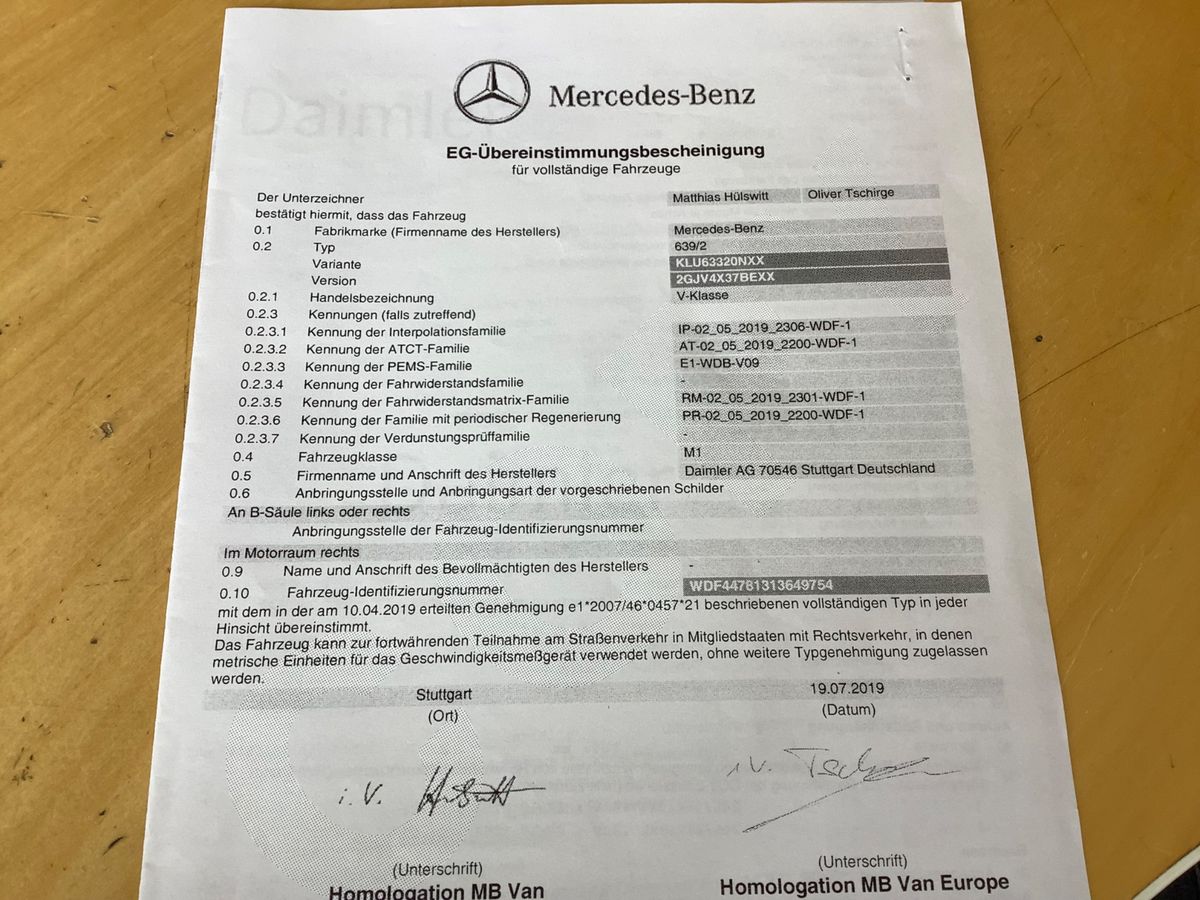 Mercedes-Benz
EG-Übereinstimmungsbescheinigung
für vollständige Fahrzeuge
Der Unterzeichner Matthias Hülswitt Oliver Tschirge
bestätigt hiermit, dass das Fahrzeug
0.1 Fabrikmarke (Firmenname des Herstellers) Mercedes-Benz
0.2 Typ 639/2
Variante KLU63320NXX
Version 2GJV4X37BEXX
0.2.1 Handelsbezeichnung V-Klasse
0.2.3 Kennungen (falls zutreffend)
0.2.3.1 Kennung der Interpolationsfamilie IP-02_05_2019_2306-WDF-1
0.2.3.2 Kennung der ATCT-Familie AT-02_05_2019_2200-WDF-1
0.2.3.3 Kennung der PEMS-Familie E1-WDB-V09
0.2.3.4 Kennung der Fahrwiderstandsfamilie -
0.2.3.5 Kennung der Fahrwiderstandsmatrix-Familie RM-02_05_2019_2301-WDF-1
0.2.3.6 Kennung der Familie mit periodischer Regenerierung PR-02_05_2019_2200-WDF-1
0.2.3.7 Kennung der Verdunstungsprüffamilie -
0.4 Fahrzeugklasse M1
0.5 Firmenname und Anschrift des Herstellers Daimler AG 70546 Stuttgart Deutschland
0.6 Anbringungsstelle und Anbringungsart der vorgeschriebenen Schilder
An B-Säule links oder rechts
Anbringungsstelle der Fahrzeug-Identifizierungsnummer
Im Motorraum rechts
0.9 Name und Anschrift des Bevollmächtigten des Herstellers -
0.10 Fahrzeug-Identifizierungsnummer WDF44781313649754
mit dem in der am 10.04.2019 erteilten Genehmigung e1*2007/46*0457*21 beschriebenen vollständigen Typ in jeder
Hinsicht übereinstimmt.
Das Fahrzeug kann zur fortwährenden Teilnahme am Straßenverkehr in Mitgliedstaaten mit Rechtsverkehr, in denen
metrische Einheiten für das Geschwindigkeitsmeßgerät verwendet werden, ohne weitere Typgenehmigung zugelassen
werden.
Stuttgart 19.07.2019
(Ort) (Datum)
i. V. i.V.
(Unterschrift) (Unterschrift)
Homologation MB Van Homologation MB Van Europe